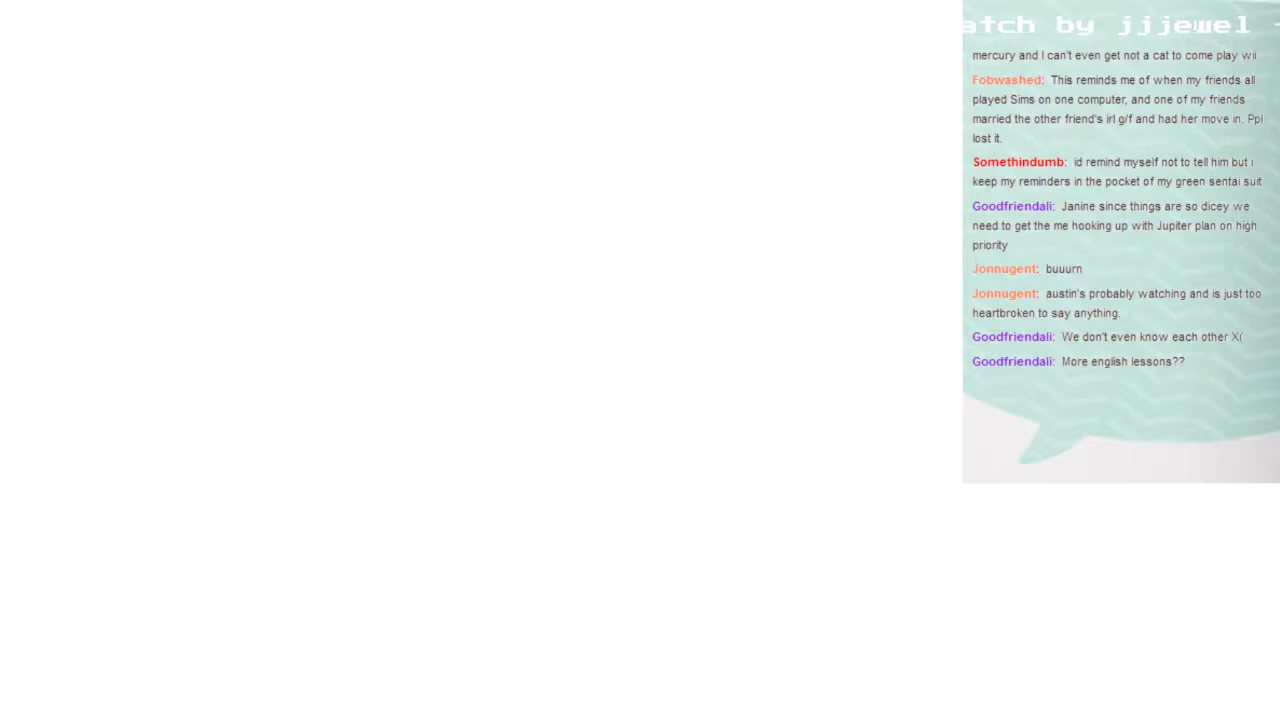 atch by jjjewel -
mercury and I can't even get not a cat to come play wii
Fobwashed: This reminds me of when my friends all
played Sims on one computer, and one of my friends
married the other friend's irl g/f and had her move in. Ppl
lost it.
Somethindumb: id remind myself not to tell him but i
keep my reminders in the pocket of my green sentai suit
Goodfriendali: Janine since things are so dicey we
need to get the me hooking up with Jupiter plan on high
priority
Jonnugent: buuurn
Jonnugent: austin's probably watching and is just too
heartbroken to say anything.
Goodfriendali: We don't even know each other X(
Goodfriendali: More english lessons??